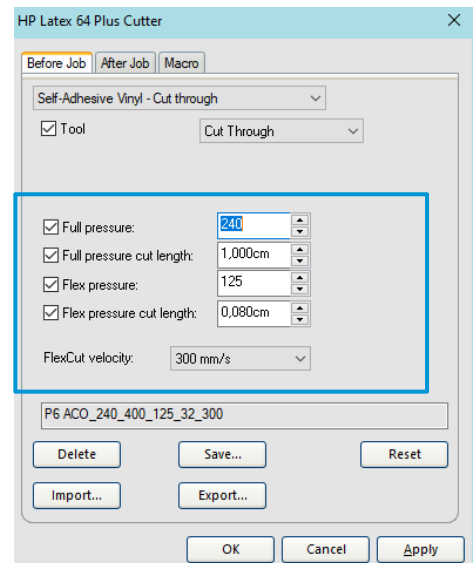 HP Latex 64 Plus Cutter
Before Job After Job Macro
Self-Adhesive Vinyl - Cut through
Tool Cut Through
Full pressure: 240
Full pressure cut length: 1,000cm
Flex pressure: 125
Flex pressure cut length: 0,080cm
FlexCut velocity: 300 mm/s
P6 ACO_240_400_125_32_300
Delete Save... Reset
Import... Export...
OK Cancel Apply